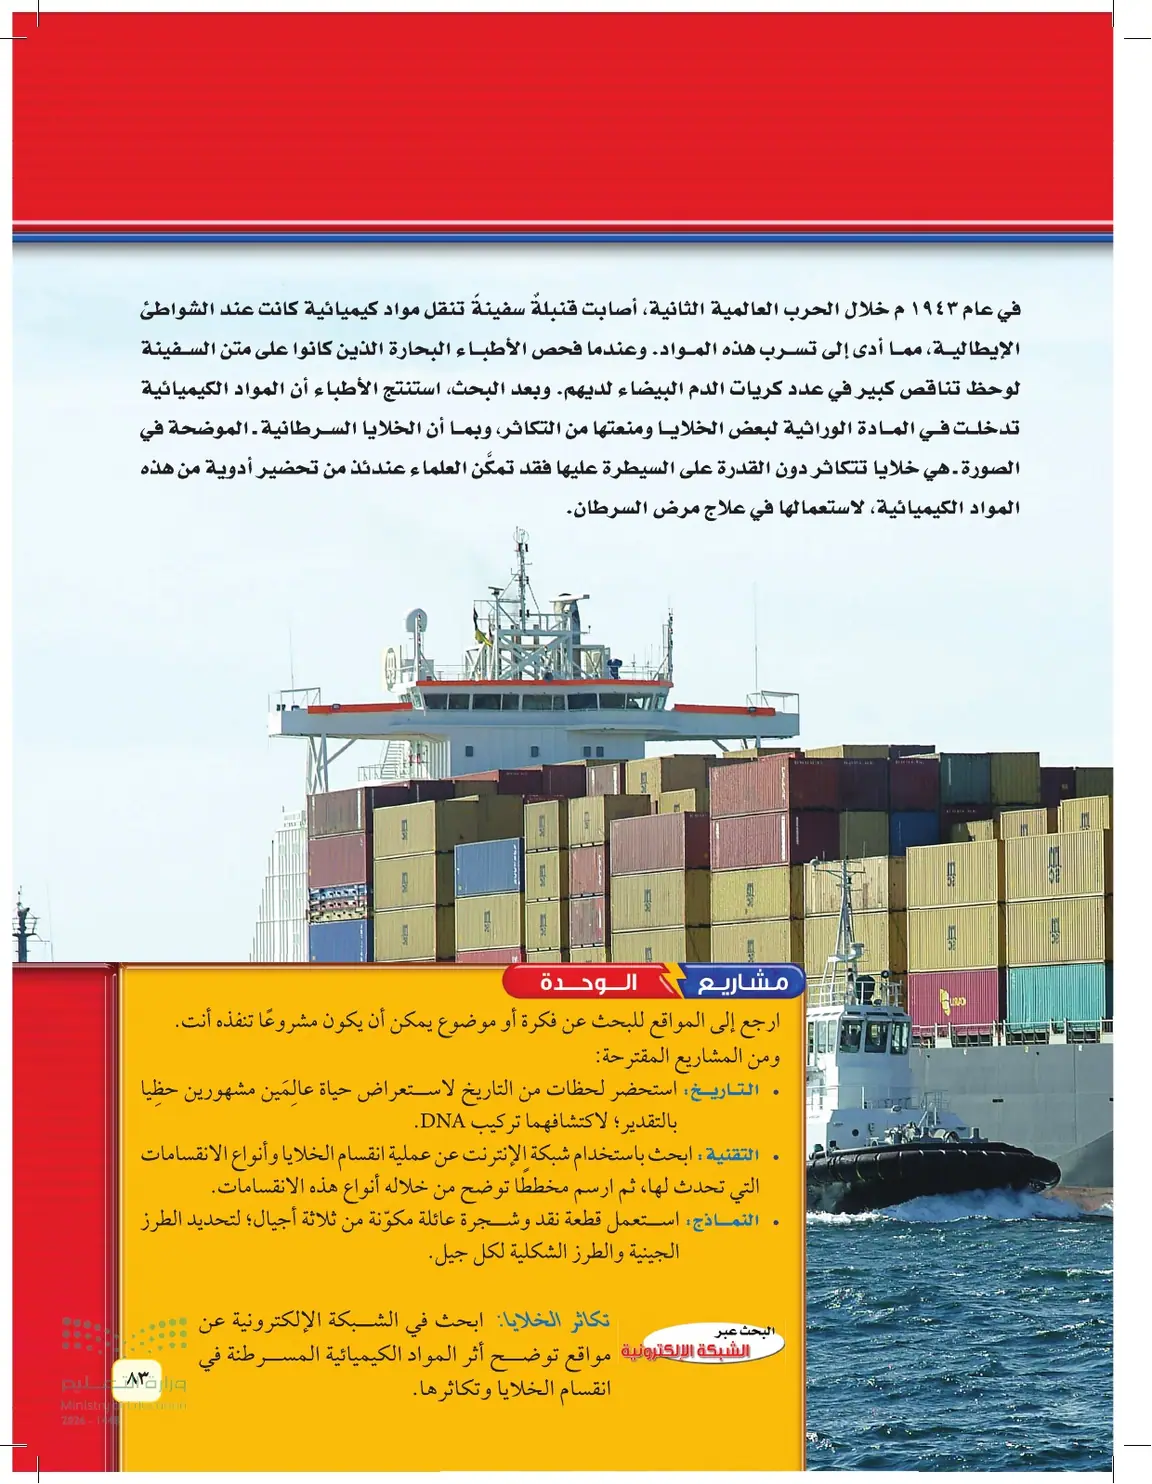 في عام ١٩٤٣ م خلال الحرب العالمية الثانية، أصابت قنبلةٌ سفينةً تنقل مواد كيميائية كانت عند الشواطئ
الإيطالية، مما أدى إلى تسرب هذه المواد. وعندما فحص الأطباء البحارة الذين كانوا على متن السفينة
لوحظ تناقص كبير في عدد كريات الدم البيضاء لديهم. وبعد البحث، استنتج الأطباء أن المواد الكيميائية
تدخلت في المادة الوراثية لبعض الخلايا ومنعتها من التكاثر، وبما أن الخلايا السرطانية ـ الموضحة في
الصورة ـ هي خلايا تتكاثر دون القدرة على السيطرة عليها فقد تمكَّن العلماء عندئذ من تحضير أدوية من هذه
المواد الكيميائية، لاستعمالها في علاج مرض السرطان.
مشاريع الوحدة
ارجع إلى المواقع للبحث عن فكرة أو موضوع يمكن أن يكون مشروعًا تنفذه أنت.
ومن المشاريع المقترحة:
• التاريخ: استحضر لحظات من التاريخ لاستعراض حياة عالِمَين مشهورين حظِيا
بالتقدير؛ لاكتشافهما تركيب DNA.
• التقنية: ابحث باستخدام شبكة الإنترنت عن عملية انقسام الخلايا وأنواع الانقسامات
التي تحدث لها، ثم ارسم مخططًا توضح من خلاله أنواع هذه الانقسامات.
• النماذج: استعمل قطعة نقد وشجرة عائلة مكوّنة من ثلاثة أجيال؛ لتحديد الطرز
الجينية والطرز الشكلية لكل جيل.
البحث عبر
الشبكة الإلكترونية
تكاثر الخلايا: ابحث في الشبكة الإلكترونية عن
مواقع توضح أثر المواد الكيميائية المسرطنة في
انقسام الخلايا وتكاثرها.
٨٣
وزارة التعليم
Ministry of Education